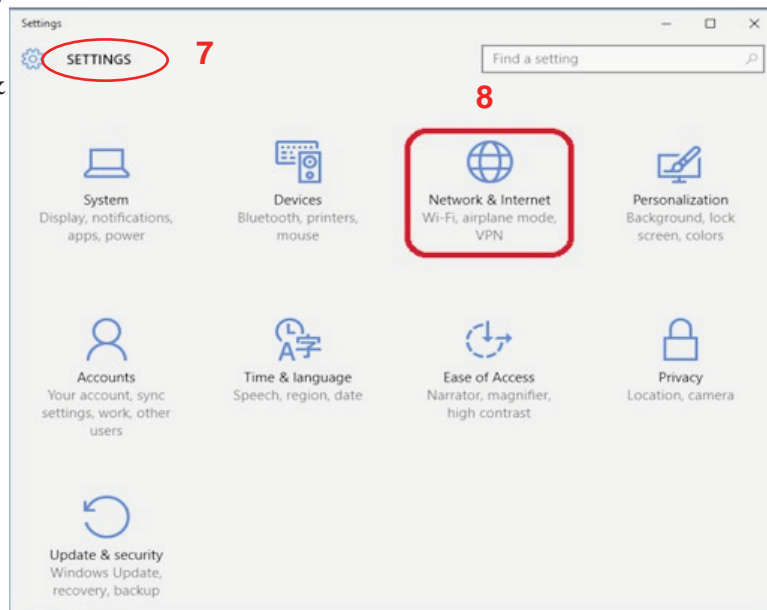 Settings
SETTINGS
7
Find a setting
8
System
Display, notifications,
apps, power
Devices
Bluetooth, printers,
mouse
Network & Internet
Wi-Fi, airplane mode,
VPN
Personalization
Background, lock
screen, colors
Accounts
Your account, sync
settings, work, other
users
Time & language
Speech, region, date
Ease of Access
Narrator, magnifier,
high contrast
Privacy
Location, camera
Update & security
Windows Update,
recovery, backup